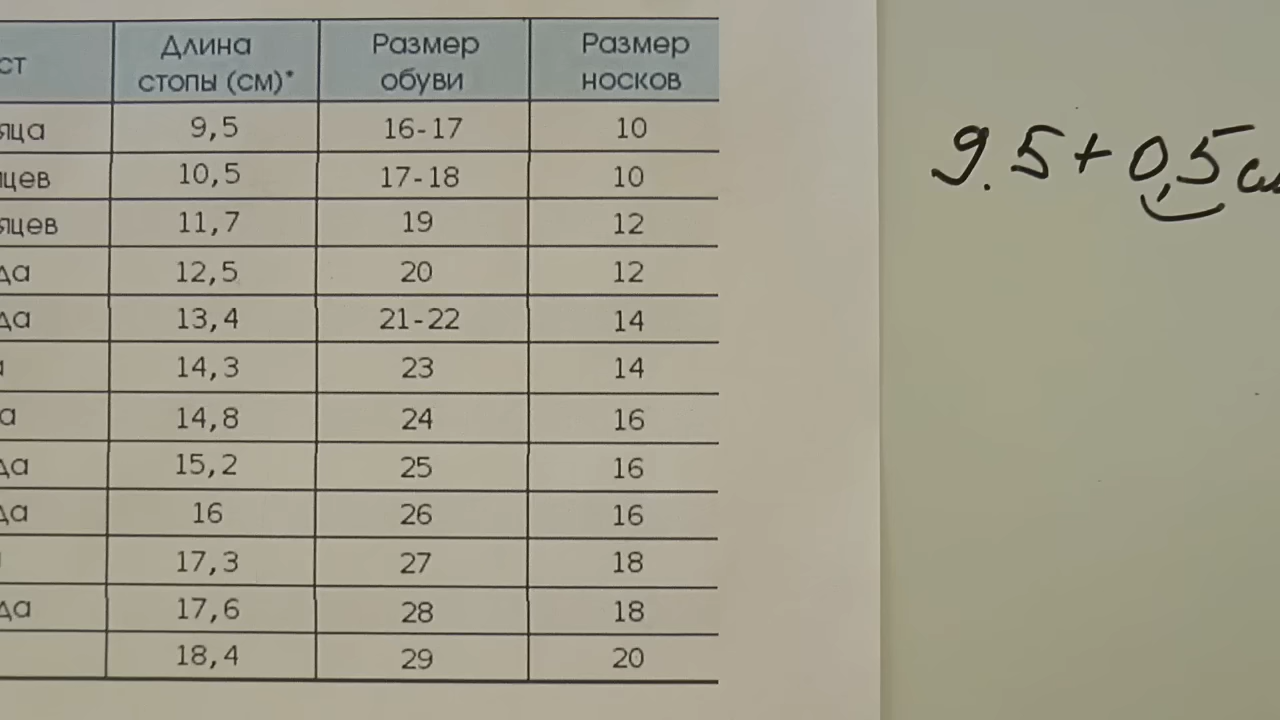 ст Длина стопы (см)* Размер обуви Размер носков
яца 9,5 16-17 10
цев 10,5 17-18 10
яцев 11,7 19 12
да 12,5 20 12
да 13,4 21-22 14
14,3 23 14
а 14,8 24 16
да 15,2 25 16
да 16 26 16
17,3 27 18
да 17,6 28 18
18,4 29 20
9.5+0,5 см